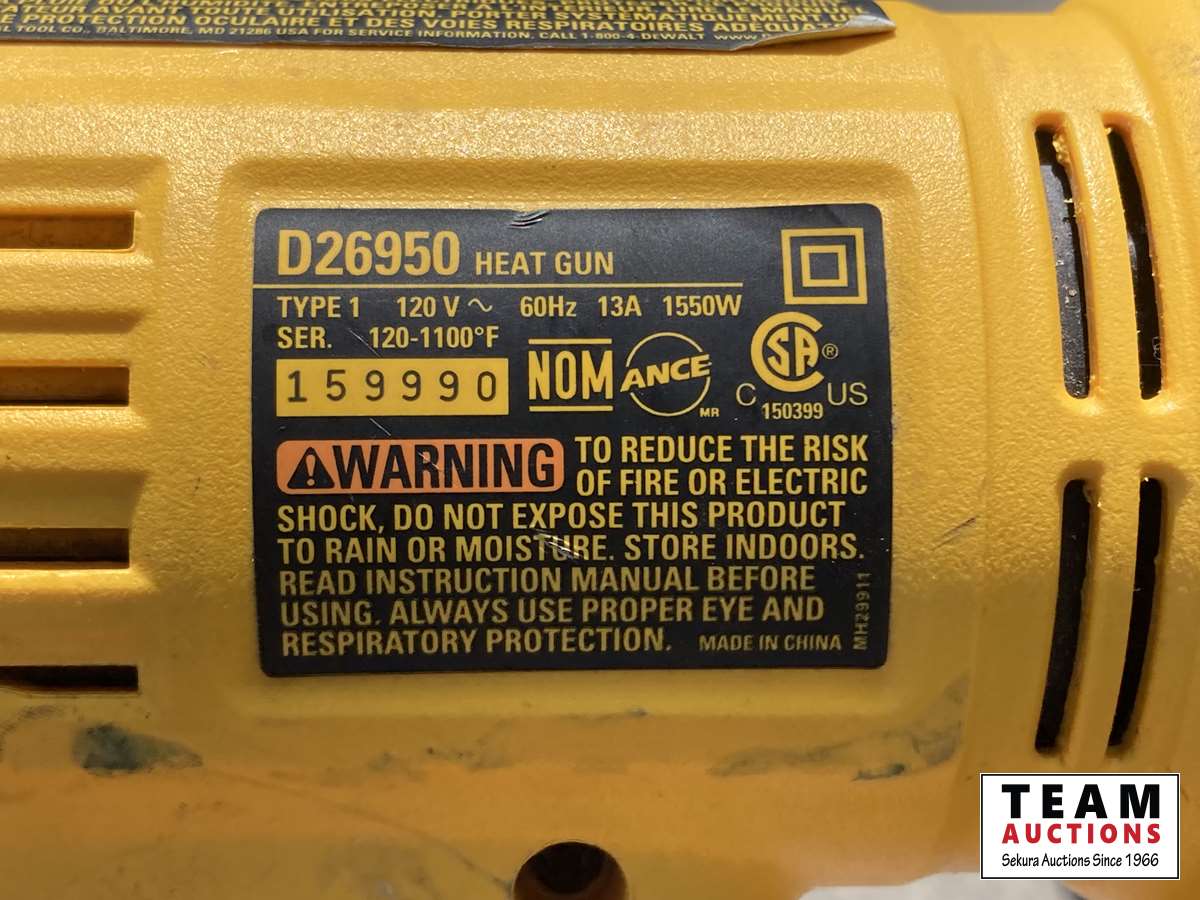 PROTECTION OCULAIRE ET DES VOIES RESPIRATOIRES
TOOL CO., BALTIMORE, MD 21286 USA FOR SERVICE INFORMATION, CALL 1-800-4-DEWALT
D26950 HEAT GUN
TYPE 1 120 V ~ 60Hz 13A 1550W
SER. 120-1100°F
159990
NOM
ANCE
MR
CSA ®
C US
150399
⚠WARNING TO REDUCE THE RISK
OF FIRE OR ELECTRIC
SHOCK, DO NOT EXPOSE THIS PRODUCT
TO RAIN OR MOISTURE. STORE INDOORS.
READ INSTRUCTION MANUAL BEFORE
USING. ALWAYS USE PROPER EYE AND
RESPIRATORY PROTECTION. MADE IN CHINA
MH29911
TEAM
AUCTIONS
Sekura Auctions Since 1966